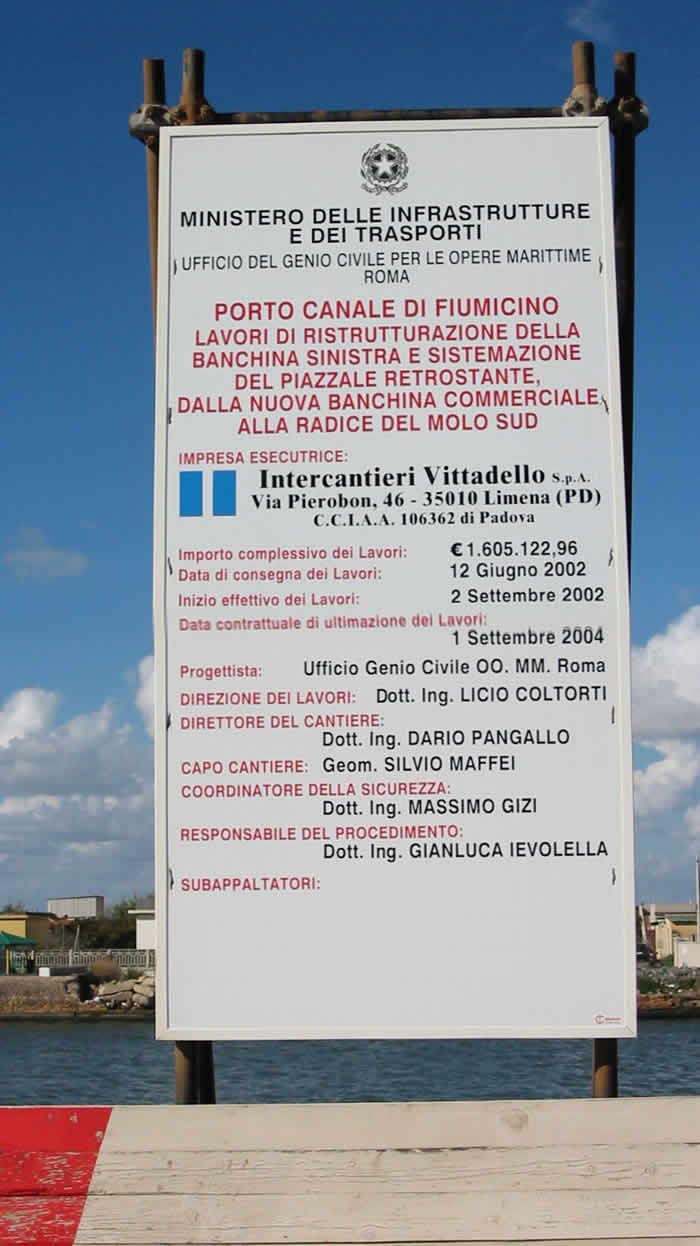 MINISTERO DELLE INFRASTRUTTURE
E DEI TRASPORTI
UFFICIO DEL GENIO CIVILE PER LE OPERE MARITTIME
ROMA
PORTO CANALE DI FIUMICINO
LAVORI DI RISTRUTTURAZIONE DELLA
BANCHINA SINISTRA E SISTEMAZIONE
DEL PIAZZALE RETROSTANTE,
DALLA NUOVA BANCHINA COMMERCIALE
ALLA RADICE DEL MOLO SUD
IMPRESA ESECUTRICE:
Intercantieri Vittadello S.p.A.
Via Pierobon, 46 - 35010 Limena (PD)
C.C.I.A.A. 106362 di Padova
Importo complessivo dei Lavori: €1.605.122,96
Data di consegna dei Lavori: 12 Giugno 2002
Inizio effettivo dei Lavori: 2 Settembre 2002
Data contrattuale di ultimazione dei Lavori:
1 Settembre 2004
Progettista: Ufficio Genio Civile OO. MM. Roma
DIREZIONE DEI LAVORI: Dott. Ing. LICIO COLTORTI
DIRETTORE DEL CANTIERE:
Dott. Ing. DARIO PANGALLO
CAPO CANTIERE: Geom. SILVIO MAFFEI
COORDINATORE DELLA SICUREZZA:
Dott. Ing. MASSIMO GIZI
RESPONSABILE DEL PROCEDIMENTO:
Dott. Ing. GIANLUCA IEVOLELLA
SUBAPPALTATORI: